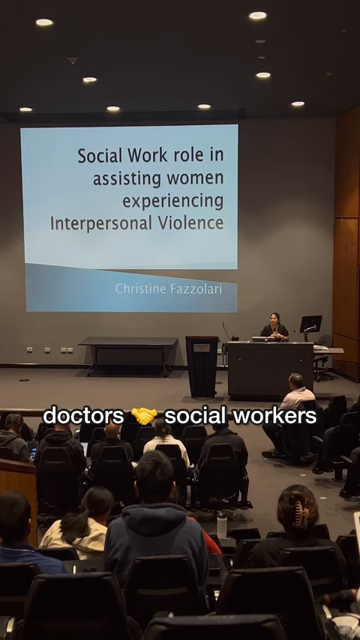 Social Work role in
assisting women
experiencing
Interpersonal Violence
Christine Fazzolari
doctors 🤝 social workers